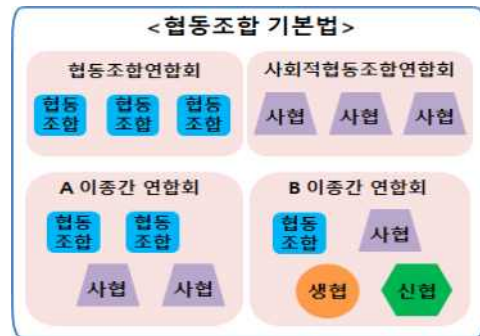 <협동조합 기본법>
협동조합연합회
협동
조합
협동
조합
협동
조합
사회적협동조합연합회
사협
사협
사협
A 이종간 연합회
협동
조합
협동
조합
사협
사협
B 이종간 연합회
협동
조합
사협
생협
신협